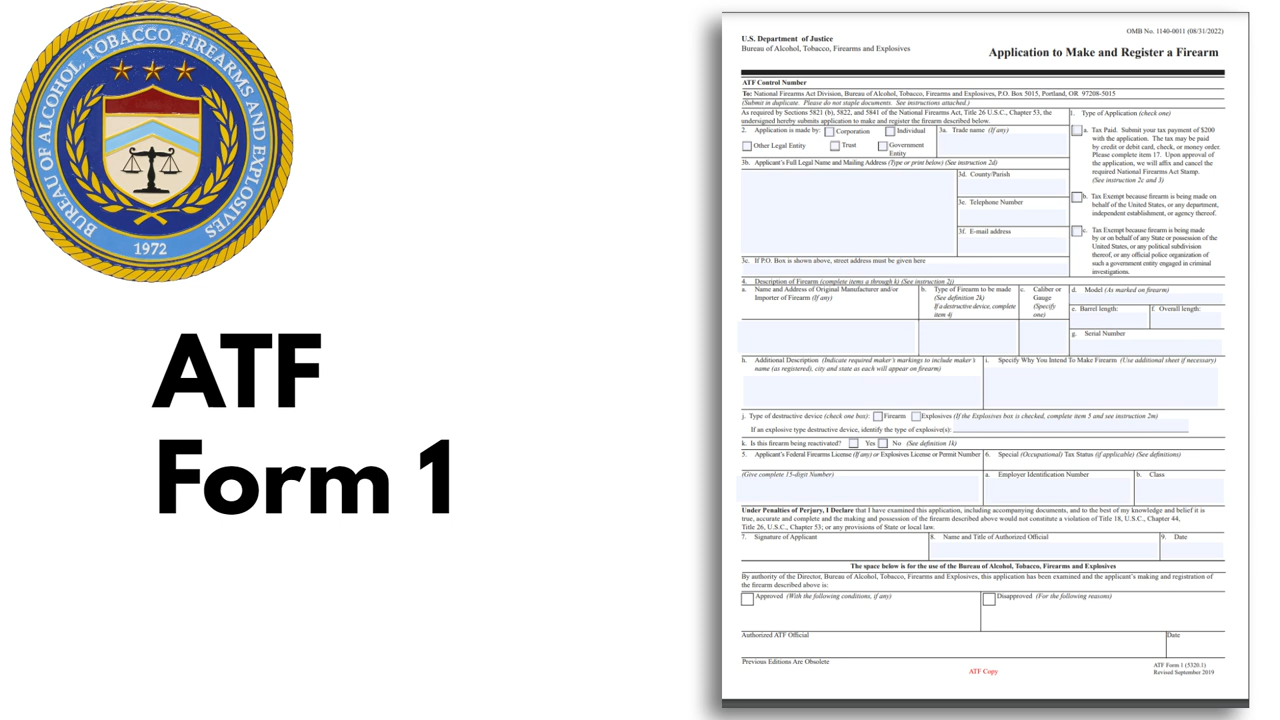 BUREAU OF ALCOHOL, TOBACCO, FIREARMS AND EXPLOSIVES
1972
ATF
Form 1
OMB No. 1140-0011 (08/31/2022)
U.S. Department of Justice
Bureau of Alcohol, Tobacco, Firearms and Explosives
Application to Make and Register a Firearm
ATF Control Number
To: National Firearms Act Division, Bureau of Alcohol, Tobacco, Firearms and Explosives, P.O. Box 5015, Portland, OR 97208-5015
(Submit in duplicate. Please do not staple documents. See instructions attached.)
As required by Sections 5821 (b), 5822, and 5841 of the National Firearms Act, Title 26 U.S.C., Chapter 53, the
undersigned hereby submits application to make and register the firearm described below.
1. Type of Application (check one)
a. Tax Paid. Submit your tax payment of $200
with the application. The tax may be paid
by credit or debit card, check, or money order.
Please complete item 17. Upon approval of
the application, we will affix and cancel the
required National Firearms Act Stamp.
(See instruction 2c and 3)
b. Tax Exempt because firearm is being made on
behalf of the United States, or any department,
independent establishment, or agency thereof.
c. Tax Exempt because firearm is being made
by or on behalf of any State or possession of the
United States, or any political subdivision
thereof, or any official police organization of
such a government entity engaged in criminal
investigations.
2. Application is made by: Corporation Individual
Other Legal Entity Trust Government
Entity
3a. Trade name (If any)
3b. Applicant's Full Legal Name and Mailing Address (Type or print below) (See instruction 2d)
3d. County/Parish
3e. Telephone Number
3f. E-mail address
3c. If P.O. Box is shown above, street address must be given here
4. Description of Firearm (complete items a through k) (See instruction 2j)
a. Name and Address of Original Manufacturer and/or
Importer of Firearm (If any)
b. Type of Firearm to be made
(See definition 2k)
If a destructive device, complete
item 4j
c. Caliber or
Gauge
(Specify
one)
d. Model (As marked on firearm)
e. Barrel length:
f. Overall length:
g. Serial Number
h. Additional Description (Indicate required maker's markings to include maker's
name (as registered), city and state as each will appear on firearm)
i. Specify Why You Intend To Make Firearm (Use additional sheet if necessary)
j. Type of destructive device (check one box): Firearm Explosives (If the Explosives box is checked, complete item 5 and see instruction 2m)
If an explosive type destructive device, identify the type of explosive(s):
k. Is this firearm being reactivated? Yes No (See definition 1k)
5. Applicant's Federal Firearms License (If any) or Explosives License or Permit Number
(Give complete 15-digit Number)
6. Special (Occupational) Tax Status (if applicable) (See definitions)
a. Employer Identification Number
b. Class
Under Penalties of Perjury, I Declare that I have examined this application, including accompanying documents, and to the best of my knowledge and belief it is
true, accurate and complete and the making and possession of the firearm described above would not constitute a violation of Title 18, U.S.C., Chapter 44,
Title 26, U.S.C., Chapter 53; or any provisions of State or local law.
7. Signature of Applicant
8. Name and Title of Authorized Official
9. Date
The space below is for the use of the Bureau of Alcohol, Tobacco, Firearms and Explosives
By authority of the Director, Bureau of Alcohol, Tobacco, Firearms and Explosives, this application has been examined and the applicant's making and registration of
the firearm described above is:
Approved (With the following conditions, if any)
Disapproved (For the following reasons)
Authorized ATF Official
Date
Previous Editions Are Obsolete
ATF Copy
ATF Form 1 (5320.1)
Revised September 2019